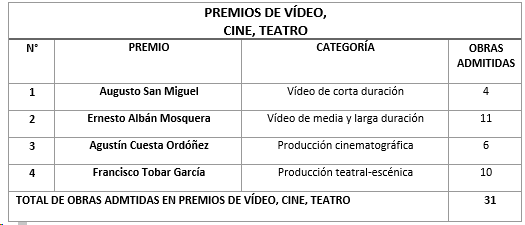 PREMIOS DE VÍDEO,
CINE, TEATRO
N° PREMIO CATEGORÍA OBRAS
ADMITIDAS
1 Augusto San Miguel Vídeo de corta duración 4
2 Ernesto Albán Mosquera Vídeo de media y larga duración 11
3 Agustín Cuesta Ordóñez Producción cinematográfica 6
4 Francisco Tobar García Producción teatral-escénica 10
TOTAL DE OBRAS ADMTIDAS EN PREMIOS DE VÍDEO, CINE, TEATRO 31